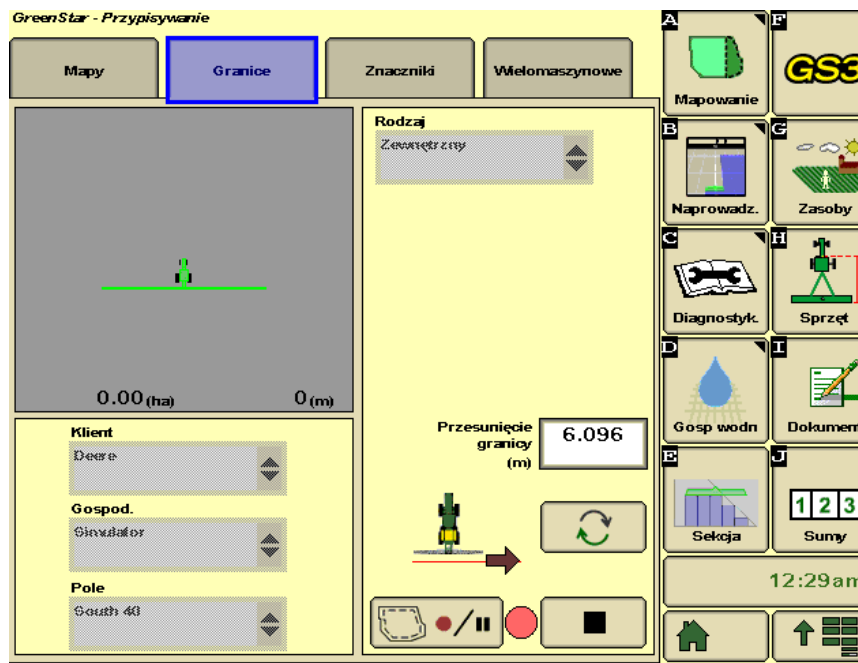 GreenStar - Przypisywanie
Mapy
Granice
Znaczniki
Wielomaszynowe
Rodzaj
Zewnętrzny
0.00 (ha)
0 (m)
Klient
Deere
Gospod.
Simulator
Pole
South 40
Przesunięcie
granicy
(m)
6.096
A
Mapowanie
F
GS3
B
Naprowadz.
G
Zasoby
C
Diagnostyk.
H
Sprzęt
D
Gosp wodn
I
Dokumen
E
Sekcja
J
1 2 3
Sumy
12:29am